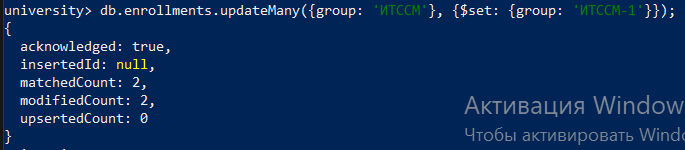 university> db.enrollments.updateMany({group: 'ИТССМ'}, {$set: {group: 'ИТССМ-1'}});
{
  acknowledged: true,
  insertedId: null,
  matchedCount: 2,
  modifiedCount: 2,
  upsertedCount: 0
}
Активация Window
Чтобы активировать Windo